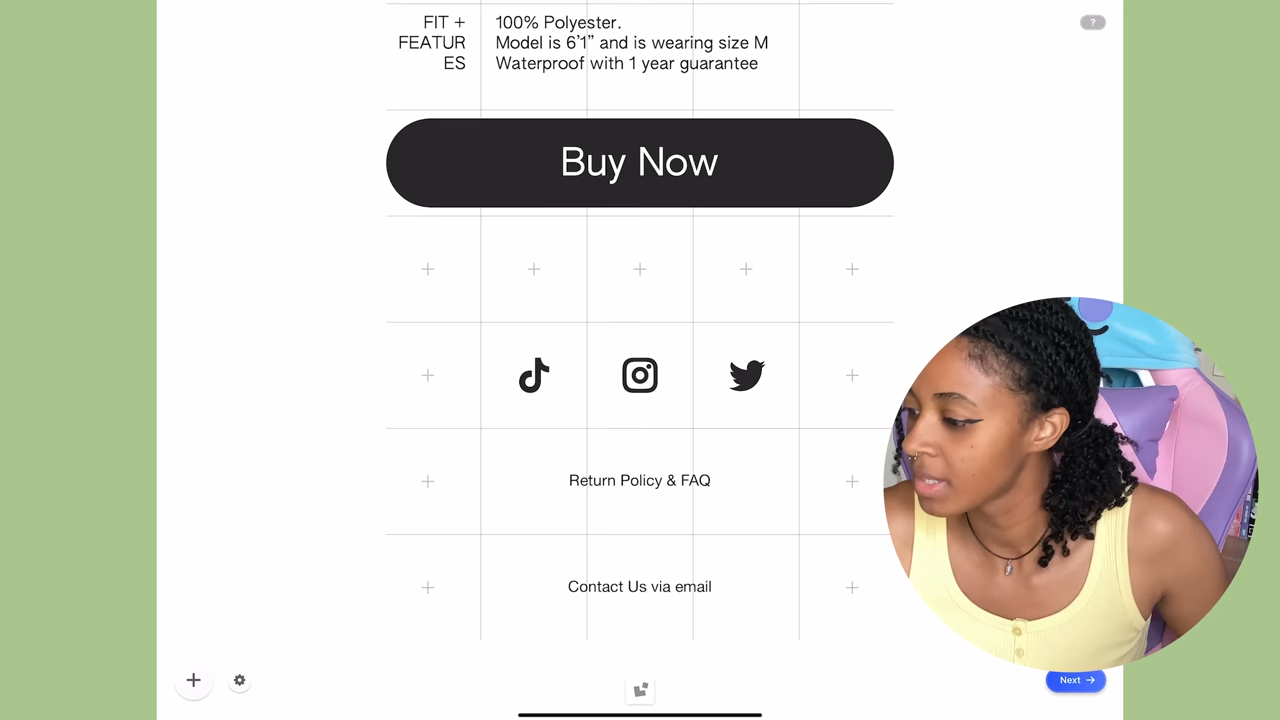 FIT +
FEATUR
ES
100% Polyester.
Model is 6'1” and is wearing size M
Waterproof with 1 year guarantee
?
Buy Now
Return Policy & FAQ
Contact Us via email
Next →